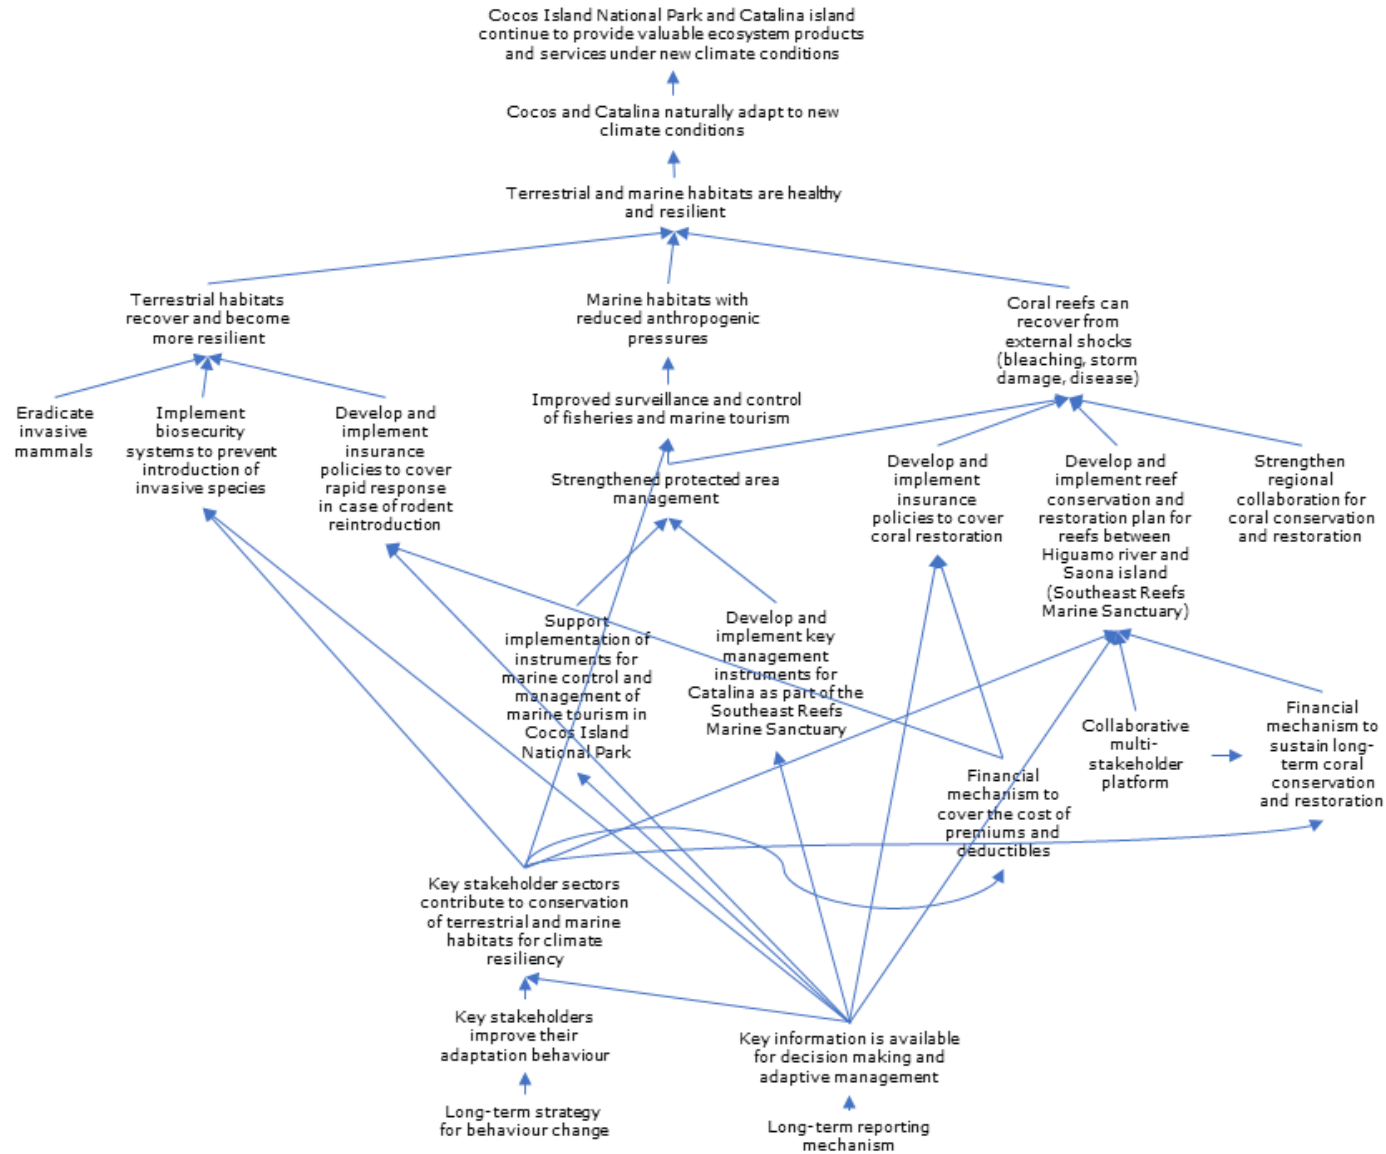 Cocos Island National Park and Catalina island
continue to provide valuable ecosystem products
and services under new climate conditions
Cocos and Catalina naturally adapt to new
climate conditions
Terrestrial and marine habitats are healthy
and resilient
Terrestrial habitats
recover and become
more resilient
Marine habitats with
reduced anthropogenic
pressures
Coral reefs can
recover from
external shocks
(bleaching, storm
damage, disease)
Eradicate
invasive
mammals
Implement
biosecurity
systems to prevent
introduction of
invasive species
Develop and
implement
insurance
policies to cover
rapid response
in case of rodent
reintroduction
Improved surveillance and control
of fisheries and marine tourism
Strengthened protected area
management
Develop and
implement
insurance
policies to cover
coral restoration
Develop and
implement reef
conservation and
restoration plan for
reefs between
Higuamo river and
Saona island
(Southeast Reefs
Marine Sanctuary)
Strengthen
regional
collaboration for
coral conservation
and restoration
Support
implementation of
instruments for
marine control and
management of
marine tourism in
Cocos Island
National Park
Develop and
implement key
management
instruments for
Catalina as part of the
Southeast Reefs
Marine Sanctuary
Collaborative
multi-
stakeholder
platform
Financial
mechanism to
sustain long-
term coral
conservation
and restoration
Financial
mechanism to
cover the cost of
premiums and
deductibles
Key stakeholder sectors
contribute to conservation
of terrestrial and marine
habitats for climate
resiliency
Key stakeholders
improve their
adaptation behaviour
Key information is available
for decision making and
adaptive management
Long-term strategy
for behaviour change
Long-term reporting
mechanism